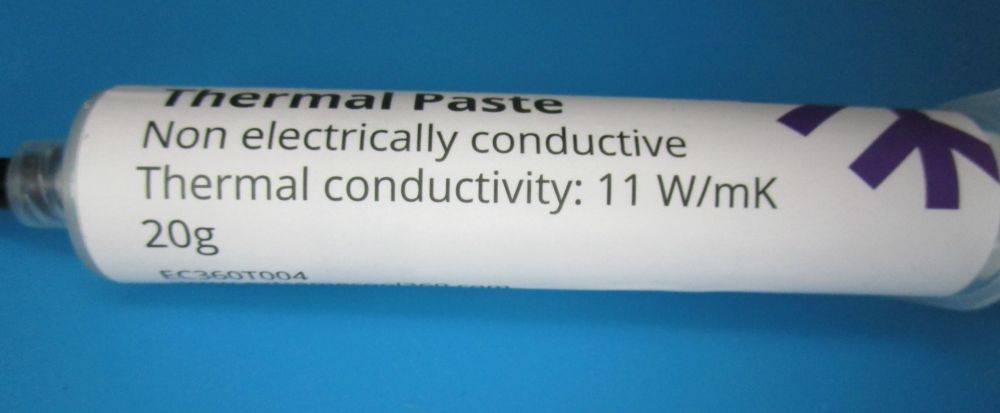 Thermal Paste
Non electrically conductive
Thermal conductivity: 11 W/mK
20g
EC360T004